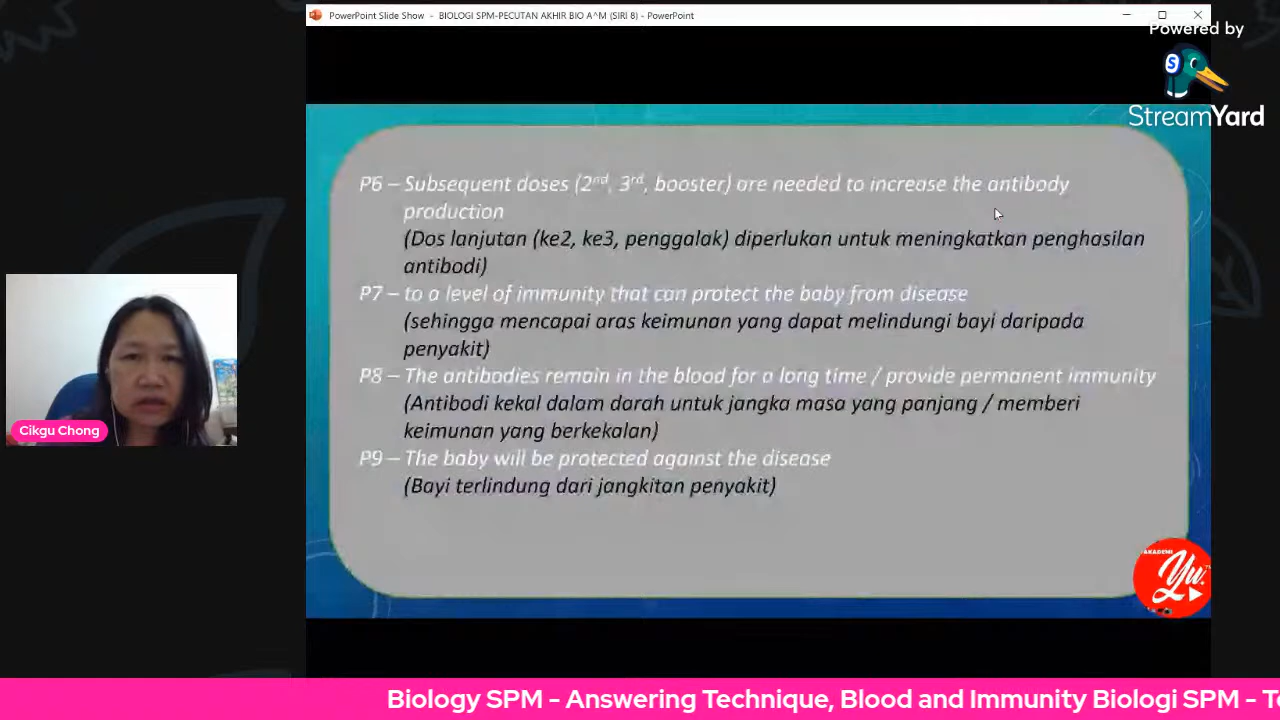 PowerPoint Slide Show - BIOLOGI SPM-PECUTAN AKHIR BIO A^M (SIRI 8) - PowerPoint
Powered by
S
StreamYard
P6 – Subsequent doses (2nd, 3rd, booster) are needed to increase the antibody
production
(Dos lanjutan (ke2, ke3, penggalak) diperlukan untuk meningkatkan penghasilan
antibodi)
P7 – to a level of immunity that can protect the baby from disease
(sehingga mencapai aras keimunan yang dapat melindungi bayi daripada
penyakit)
P8 – The antibodies remain in the blood for a long time / provide permanent immunity
(Antibodi kekal dalam darah untuk jangka masa yang panjang / memberi
keimunan yang berkekalan)
P9 – The baby will be protected against the disease
(Bayi terlindung dari jangkitan penyakit)
Cikgu Chong
AKADEMI
Yu
Biology SPM - Answering Technique, Blood and Immunity Biologi SPM - T